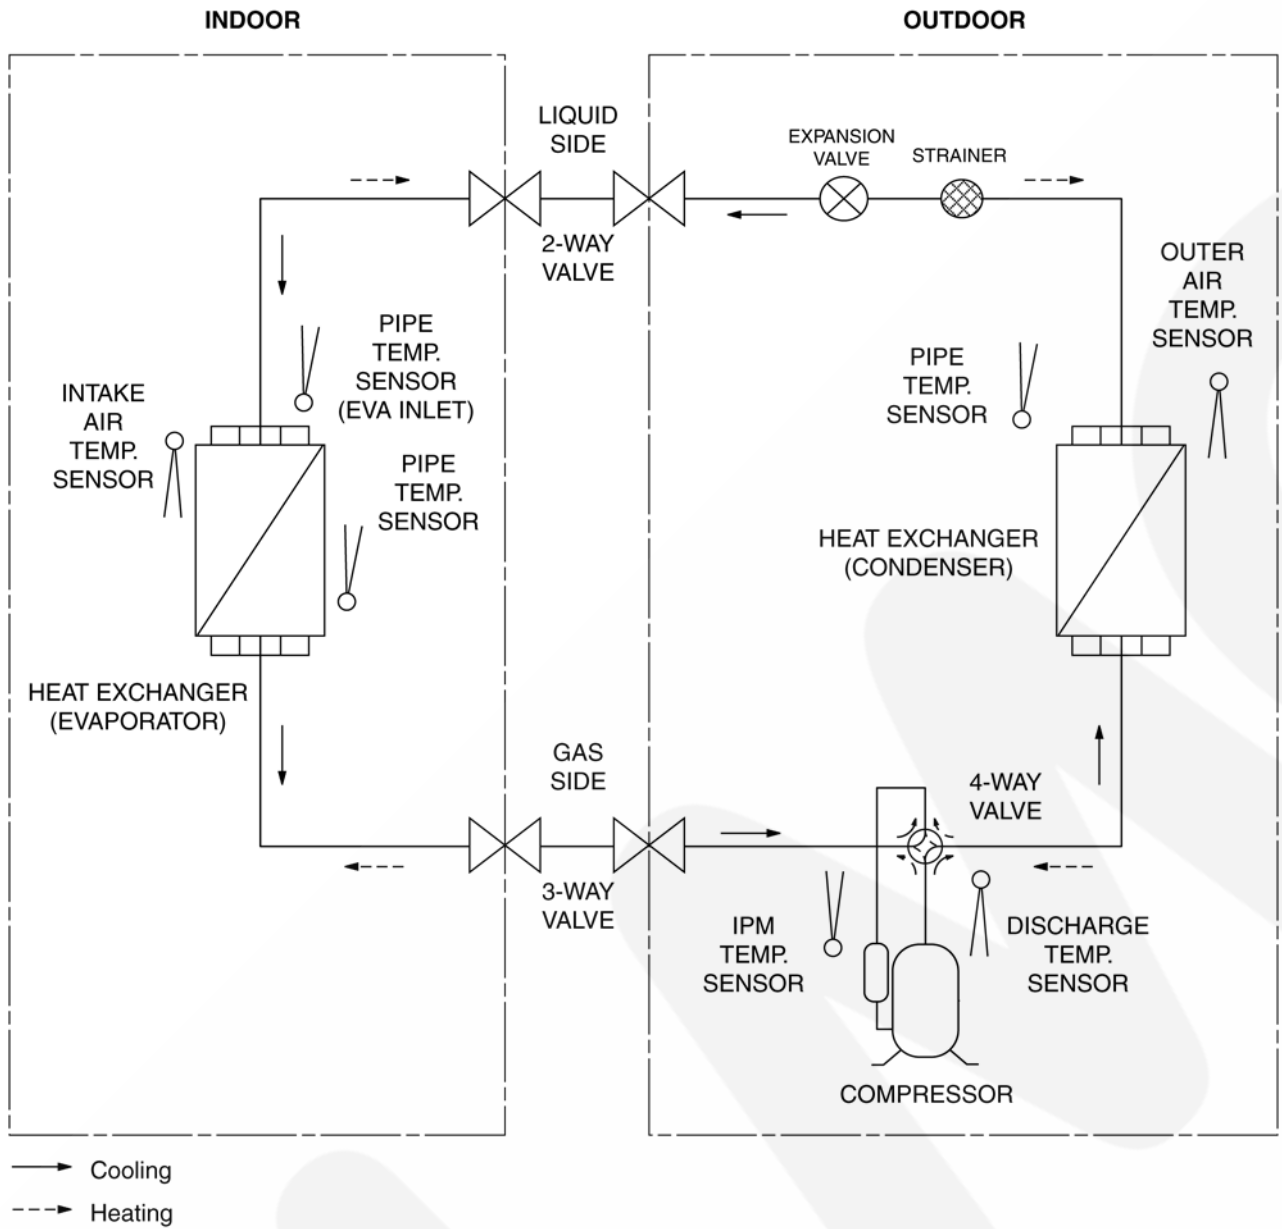 INDOOR
OUTDOOR
LIQUID
SIDE
EXPANSION
VALVE
STRAINER
2-WAY
VALVE
OUTER
AIR
TEMP.
SENSOR
PIPE
TEMP.
SENSOR
(EVA INLET)
PIPE
TEMP.
SENSOR
INTAKE
AIR
TEMP.
SENSOR
PIPE
TEMP.
SENSOR
HEAT EXCHANGER
(CONDENSER)
HEAT EXCHANGER
(EVAPORATOR)
GAS
SIDE
4-WAY
VALVE
3-WAY
VALVE
IPM
TEMP.
SENSOR
DISCHARGE
TEMP.
SENSOR
COMPRESSOR
Cooling
Heating